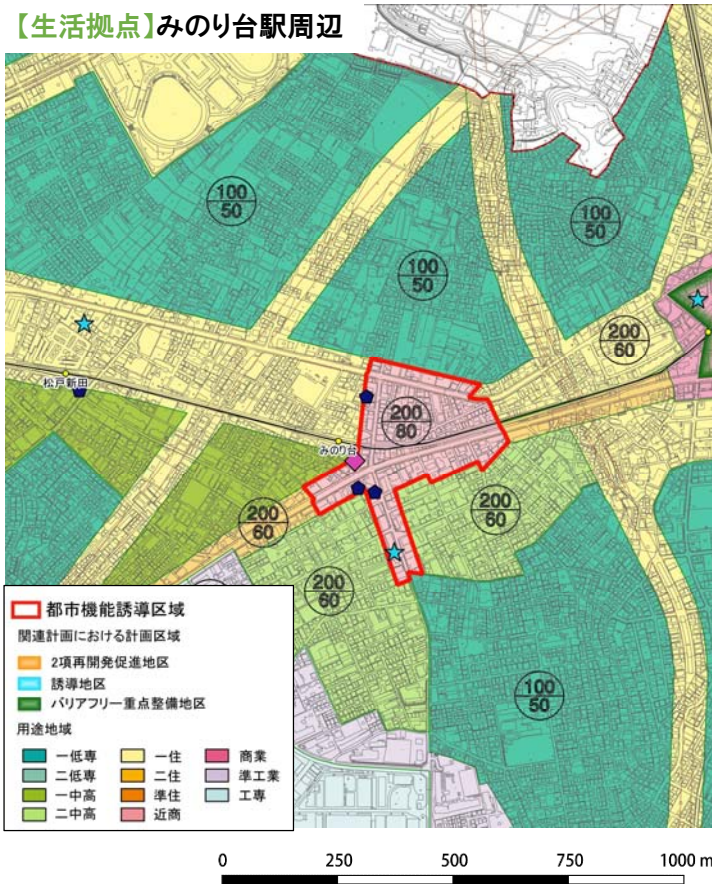 【生活拠点】みのり台駅周辺
100
50
100
50
100
50
200
60
松戸新田
200
80
みのり台
200
60
200
60
200
60
100
50
都市機能誘導区域
関連計画における計画区域
2項再開発促進地区
誘導地区
バリアフリー重点整備地区
用途地域
一低専 一住 商業
二低専 二住 準工業
一中高 準住 工専
二中高 近商
0 250 500 750 1000 m